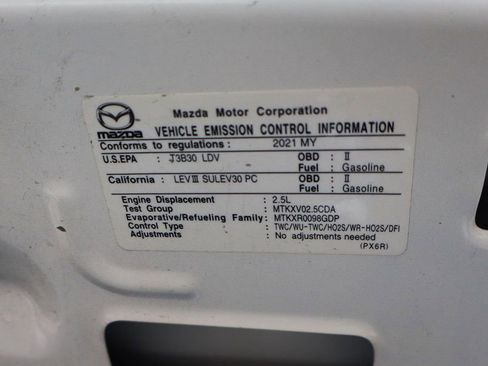 mazda
Mazda Motor Corporation
VEHICLE EMISSION CONTROL INFORMATION
Conforms to regulations: 2021 MY
U.S.EPA : T3B30 LDV OBD : II
Fuel : Gasoline
California : LEVⅢ SULEV30 PC OBD : II
Fuel : Gasoline
Engine Displacement : 2.5L
Test Group : MTKXV02.5CDA
Evaporative/Refueling Family: MTKXR0098GDP
Control Type : TWC/WU-TWC/HO2S/WR-HO2S/DFI
Adjustments : No adjustments needed
(PX6R)